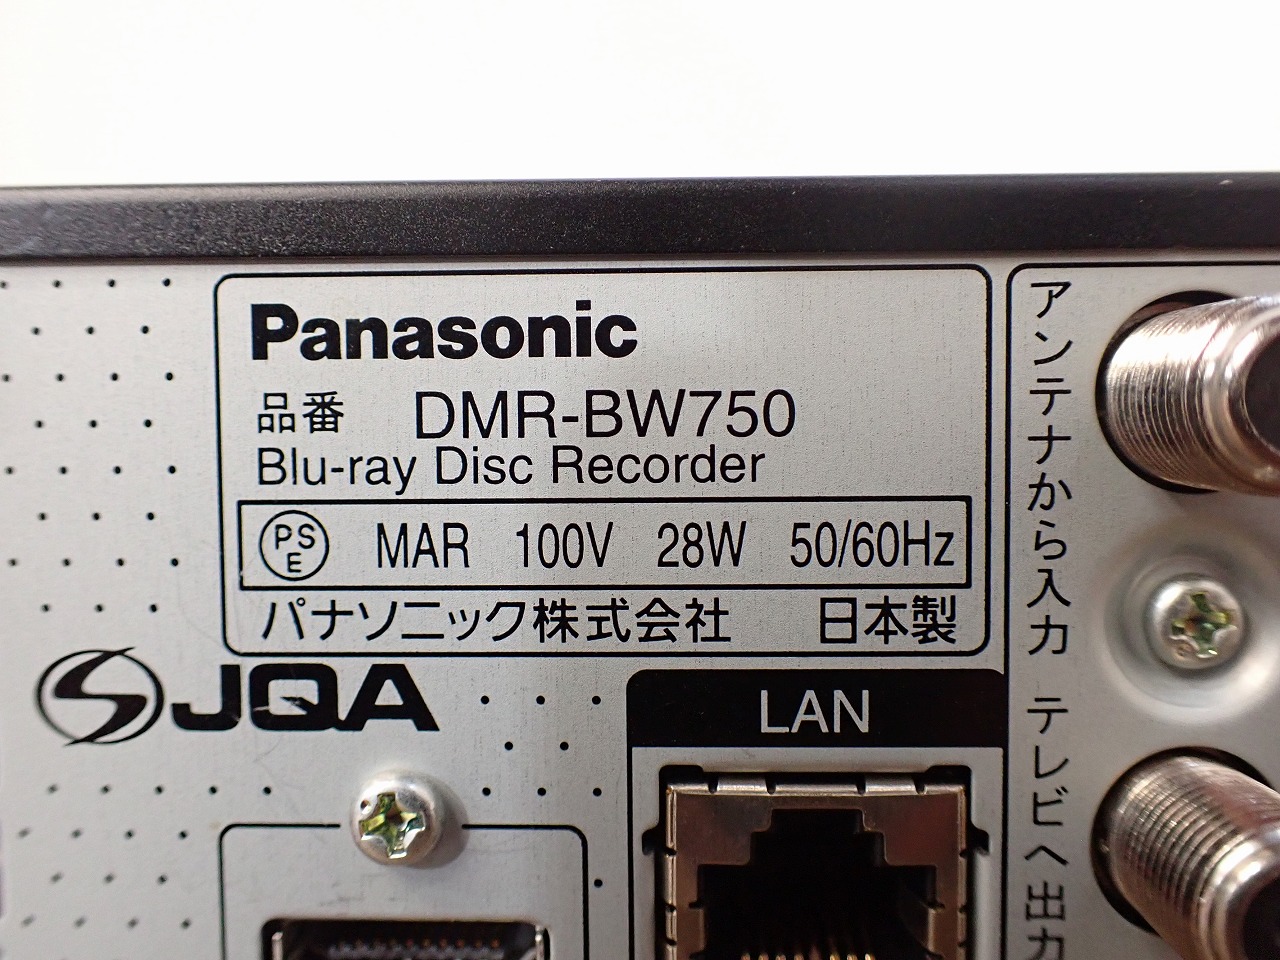 Panasonic
品番 DMR-BW750
Blu-ray Disc Recorder
PSE MAR 100V 28W 50/60Hz
パナソニック株式会社 日本製
JQA
LAN
アンテナから入力
テレビへ出力